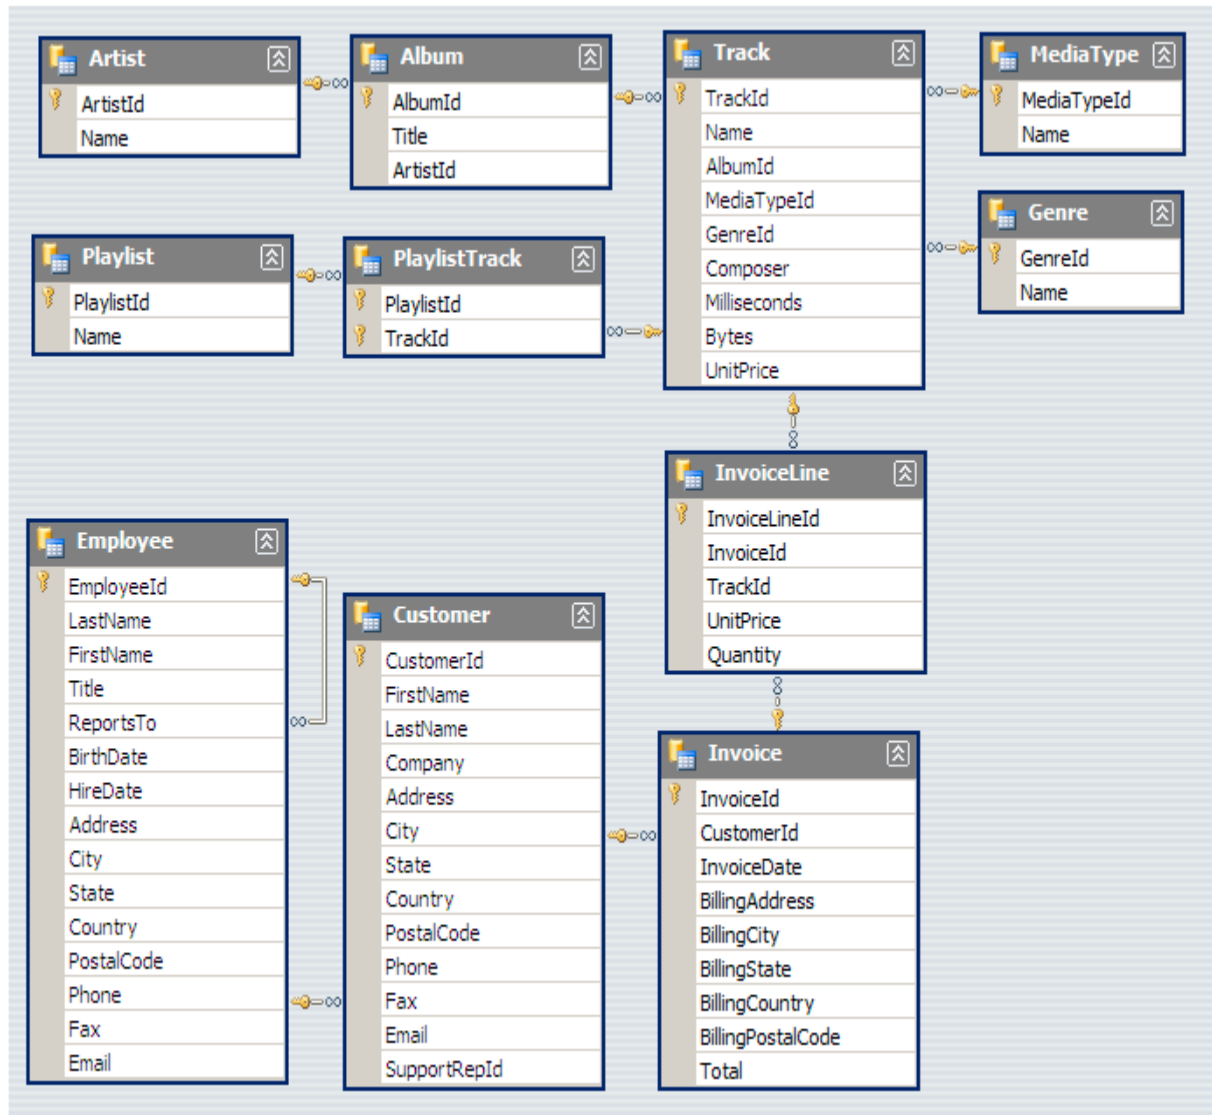 Artist
ArtistId
Name
Album
AlbumId
Title
ArtistId
Track
TrackId
Name
AlbumId
MediaTypeId
GenreId
Composer
Milliseconds
Bytes
UnitPrice
MediaType
MediaTypeId
Name
Genre
GenreId
Name
Playlist
PlaylistId
Name
PlaylistTrack
PlaylistId
TrackId
InvoiceLine
InvoiceLineId
InvoiceId
TrackId
UnitPrice
Quantity
Employee
EmployeeId
LastName
FirstName
Title
ReportsTo
BirthDate
HireDate
Address
City
State
Country
PostalCode
Phone
Fax
Email
Customer
CustomerId
FirstName
LastName
Company
Address
City
State
Country
PostalCode
Phone
Fax
Email
SupportRepId
Invoice
InvoiceId
CustomerId
InvoiceDate
BillingAddress
BillingCity
BillingState
BillingCountry
BillingPostalCode
Total